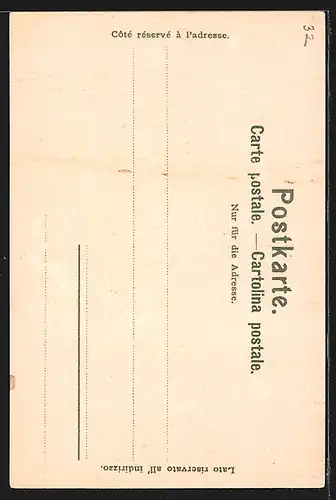 32
Côté réservé à l'adresse.
Postkarte.
Carte postale. — Cartolina postale.
Nur für die Adresse.
Lato riservato all' indirizzo.